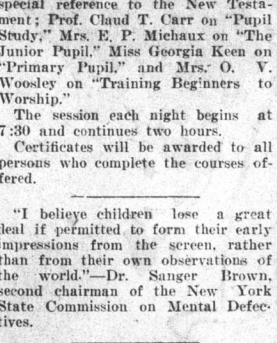 special reference to the New Testa-
ment; Prof. Claud T. Carr on "Pupil
Study," Mrs. E. P. Michaux on "The
Junior Pupil," Miss Georgia Keen on
"Primary Pupil," and Mrs. O. V.
Woosley on "Training Beginners to
Worship."
The session each night begins at
7:30 and continues two hours.
Certificates will be awarded to all
persons who complete the courses of-
fered.
"I believe children lose a great
deal if permitted to form their early
impressions from the screen, rather
than from their own observations of
the world."—Dr. Sanger Brown,
second chairman of the New York
State Commission on Mental Defec-
tives.